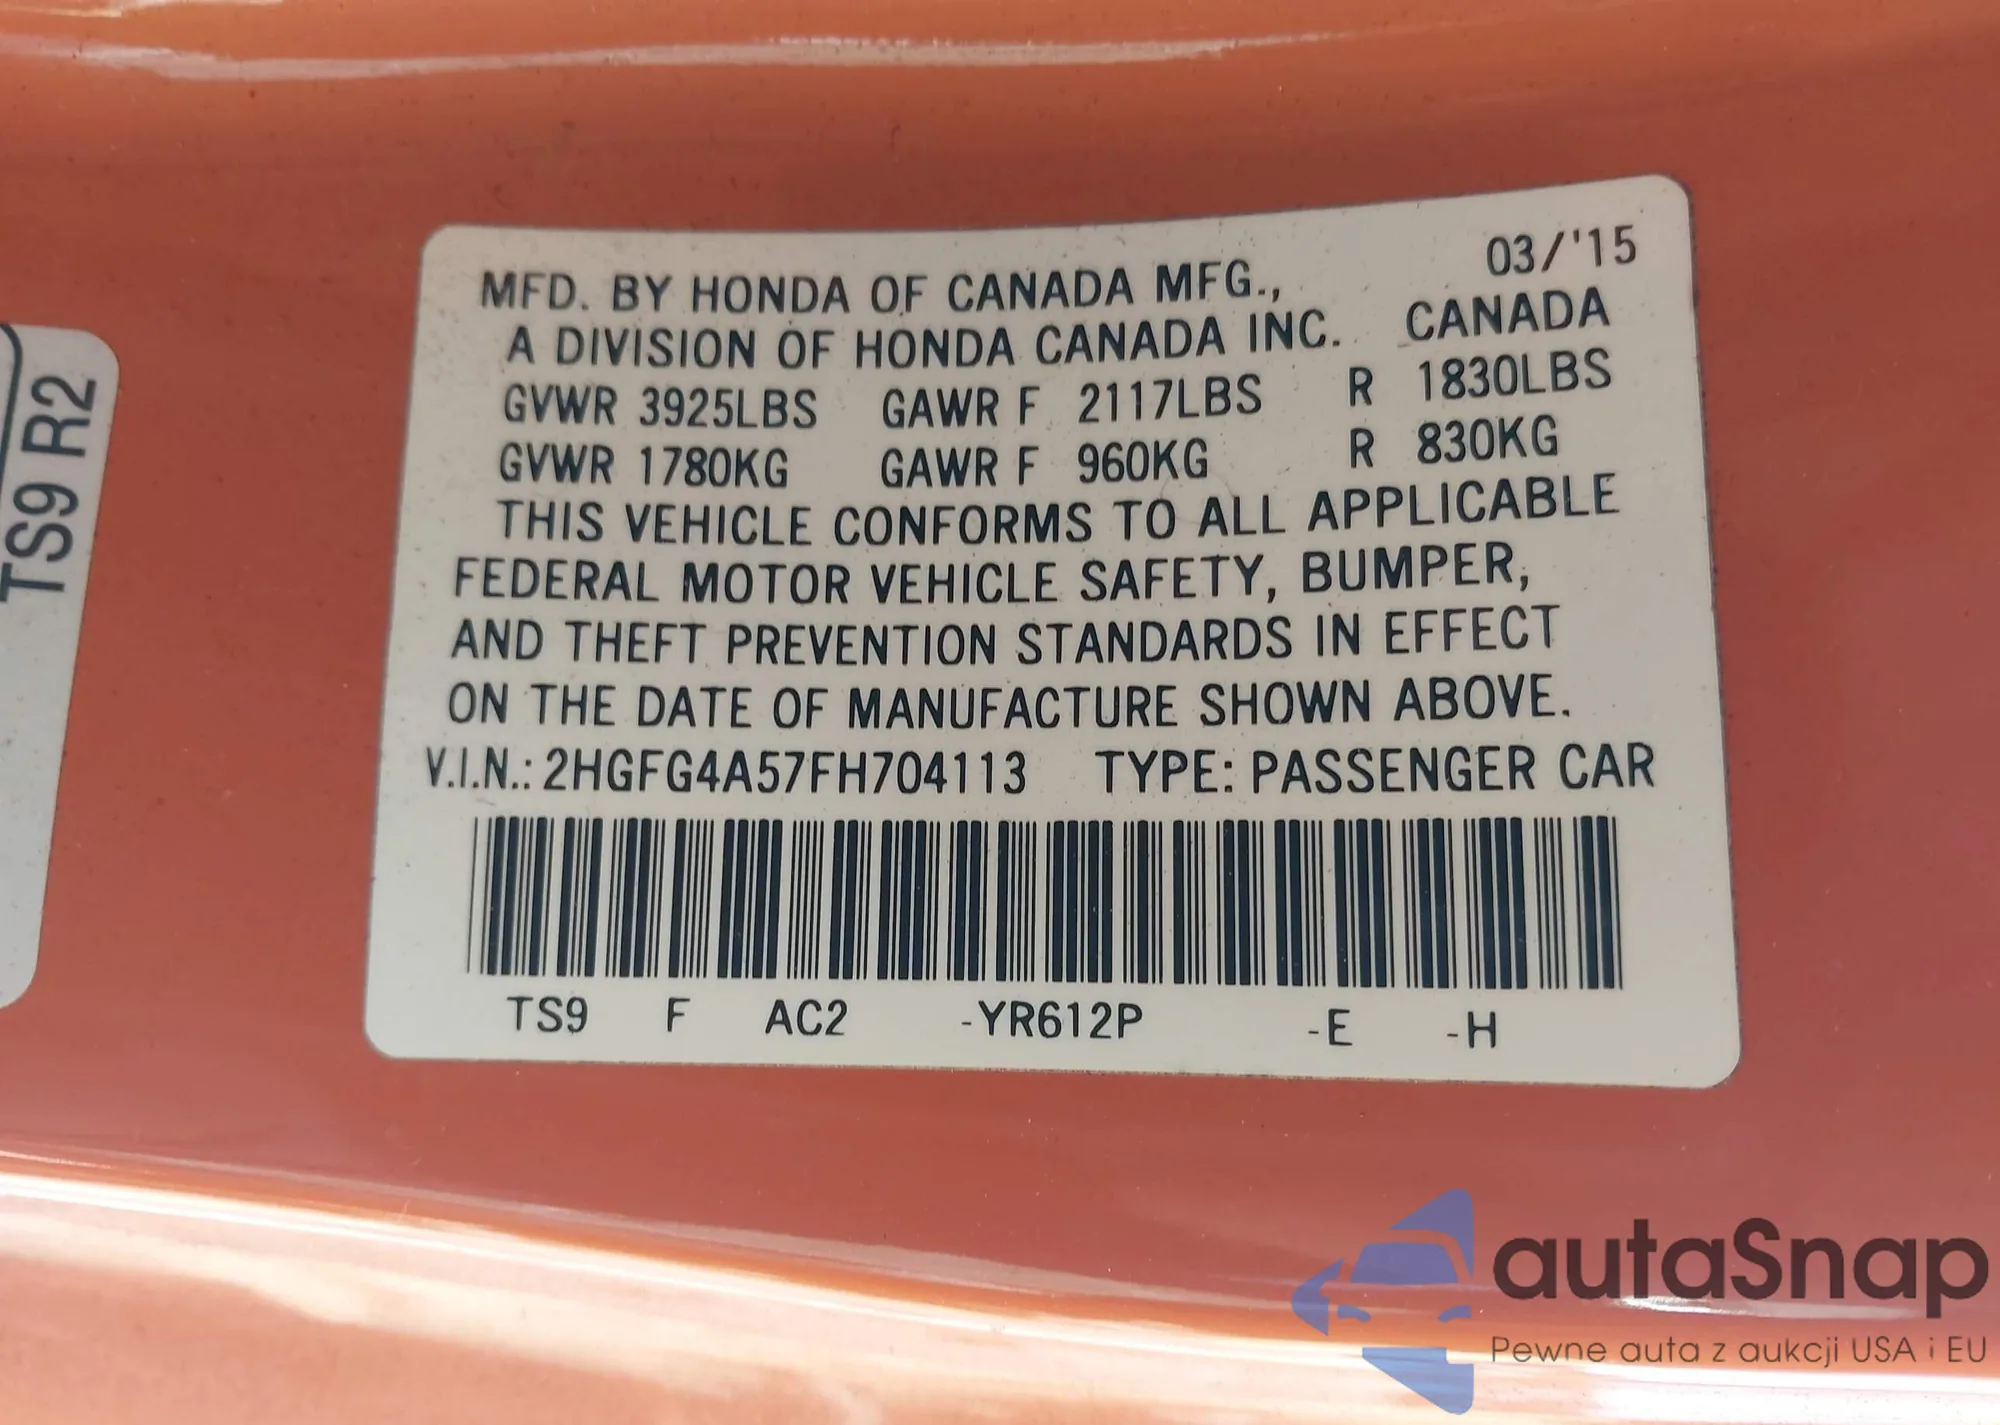 03/'15
MFD. BY HONDA OF CANADA MFG.,
A DIVISION OF HONDA CANADA INC. CANADA
GVWR 3925LBS GAWR F 2117LBS R 1830LBS
GVWR 1780KG GAWR F 960KG R 830KG
THIS VEHICLE CONFORMS TO ALL APPLICABLE
FEDERAL MOTOR VEHICLE SAFETY, BUMPER,
AND THEFT PREVENTION STANDARDS IN EFFECT
ON THE DATE OF MANUFACTURE SHOWN ABOVE.
V.I.N.: 2HGFG4A57FH704113 TYPE: PASSENGER CAR
TS9 F AC2 -YR612P -E -H
TS9 R2
autaSnap
Pewne auta z aukcji USA i EU